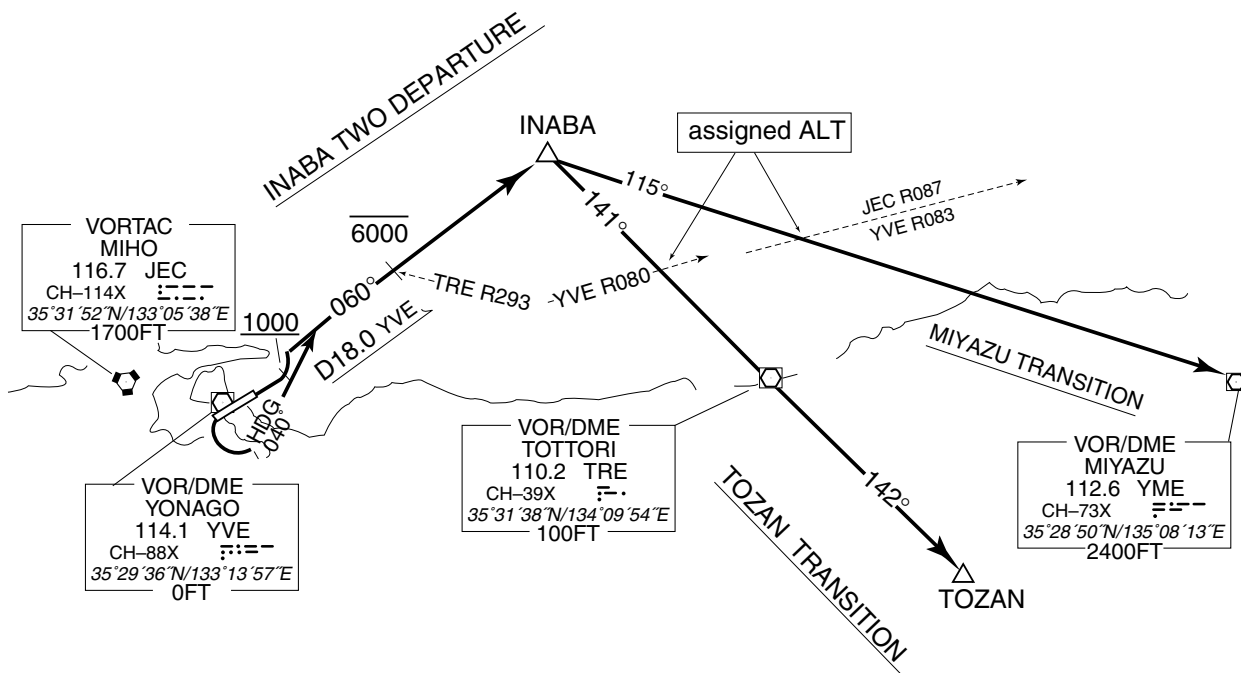 INABA TWO DEPARTURE
INABA
assigned ALT
115°
141°
JEC R087
YVE R083
6000
TRE R293
YVE R080
060°
D18.0 YVE
1000
HDG
040°
VORTAC
MIHO
116.7 JEC
CH–114X
35°31´52˝N/133°05´38˝E
1700FT
MIYAZU TRANSITION
VOR/DME
YONAGO
114.1 YVE
CH–88X
35°29´36˝N/133°13´57˝E
0FT
VOR/DME
TOTTORI
110.2 TRE
CH–39X
35°31´38˝N/134°09´54˝E
100FT
VOR/DME
MIYAZU
112.6 YME
CH–73X
35°28´50˝N/135°08´13˝E
2400FT
142°
TOZAN TRANSITION
TOZAN